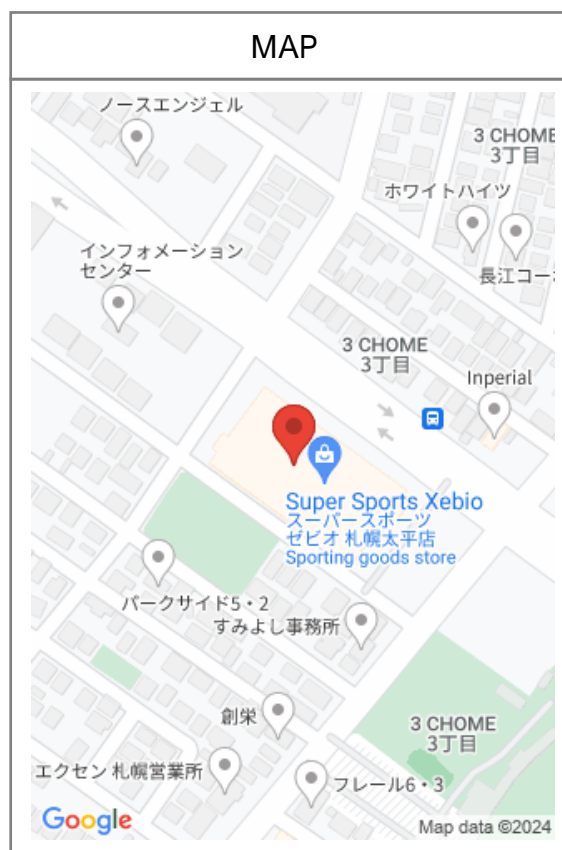 MAP
ノースエンジェル
3 CHOME
3丁目
ホワイトハイツ
インフォメーション
センター
長江コーポ
3 CHOME
3丁目
Inperial
Super Sports Xebio
スーパースポーツ
ゼビオ 札幌太平店
Sporting goods store
パークサイド5・2
すみよし事務所
創栄
3 CHOME
3丁目
エクセン 札幌営業所
フレール6・3
Google
Map data ©2024